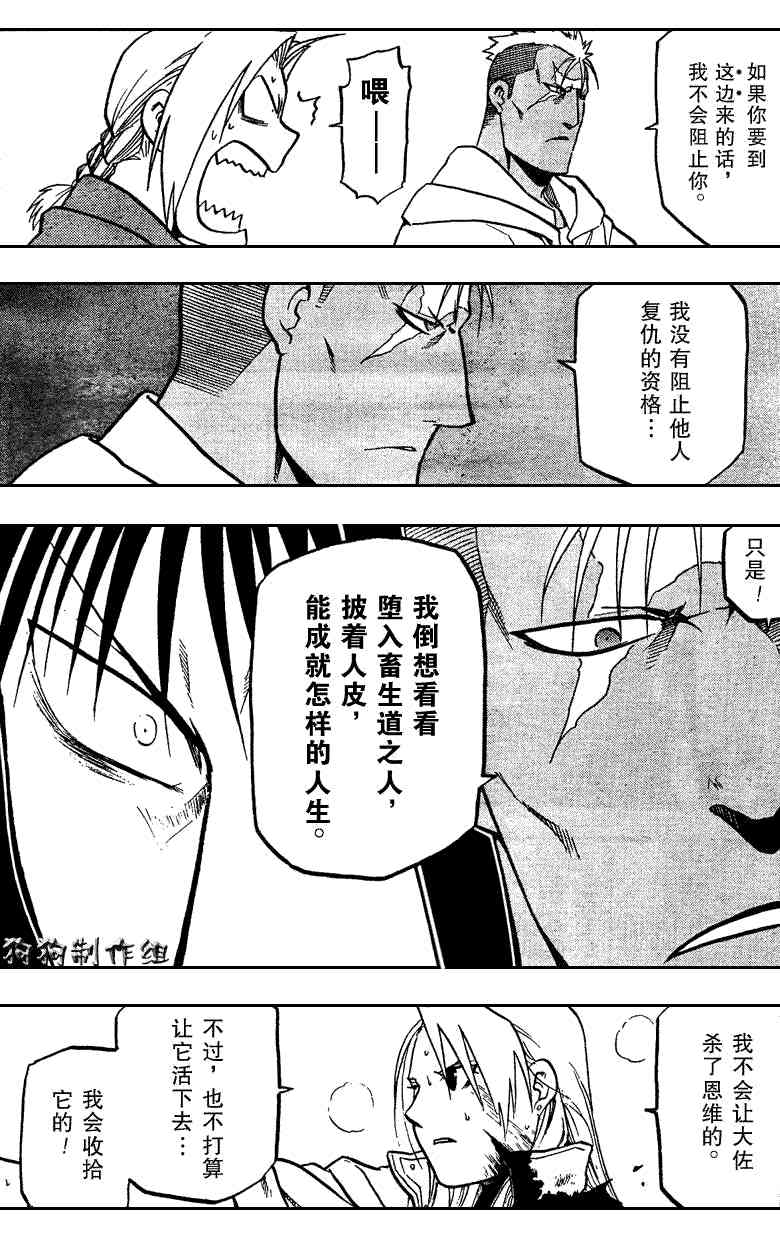 如果你要到
这边来的话，
我不会阻止你。
喂——
我没有阻止他人
复仇的资格…
只是！
我倒想看看
堕入畜生道之人，
披着人皮，
能成就怎样的人生。
狗狗制作组
我不会让大佐
杀了恩维的。
不过，也不打算
让它活下去…
我会收拾
它的！